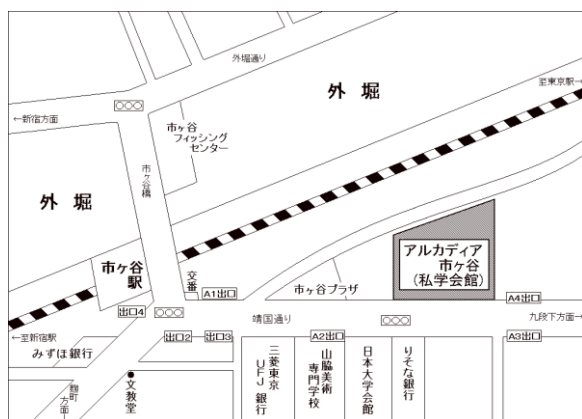 外堀通り
外 堀
至東京駅→
←新宿方面
市ヶ谷
フィッシング
センター
市ヶ谷橋
外 堀
アルカディア
市ヶ谷
(私学会館)
市ヶ谷
駅
交番
A1出口
市ヶ谷プラザ
A4出口
出口4
靖国通り
九段下方面→
←至新宿駅
出口2
出口3
A2出口
A3出口
みずほ銀行
三菱東京
UFJ銀行
山脇美術
専門学校
日本大学会館
りそな銀行
文教堂
麹町
方面